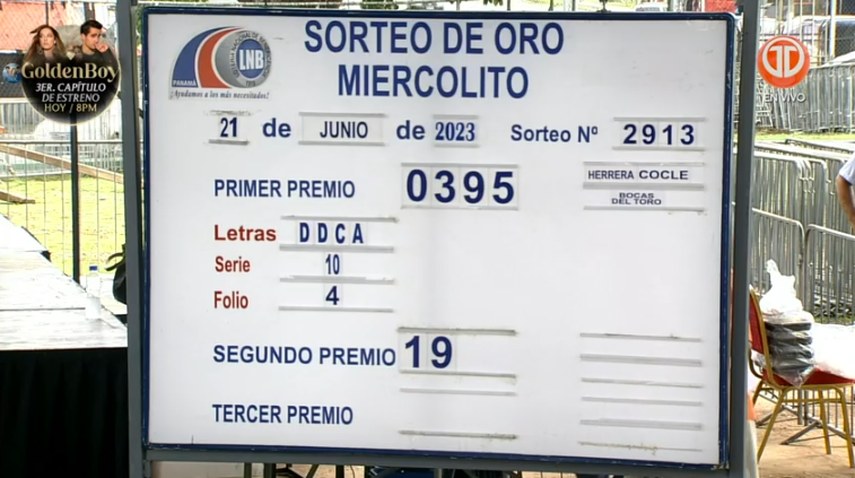 GoldenBoy
3ER. CAPÍTULO
DE ESTRENO
HOY / 8PM
EN VIVO
SORTEO DE ORO
MIERCOLITO
PANAMÁ
LNB
¡Ayudamos a los más necesitados!
21 de JUNIO de 2023 Sorteo Nº 2913
PRIMER PREMIO 0395 HERRERA COCLE
BOCAS
DEL TORO
Letras DDCA
Serie 10
Folio 4
SEGUNDO PREMIO 19
TERCER PREMIO